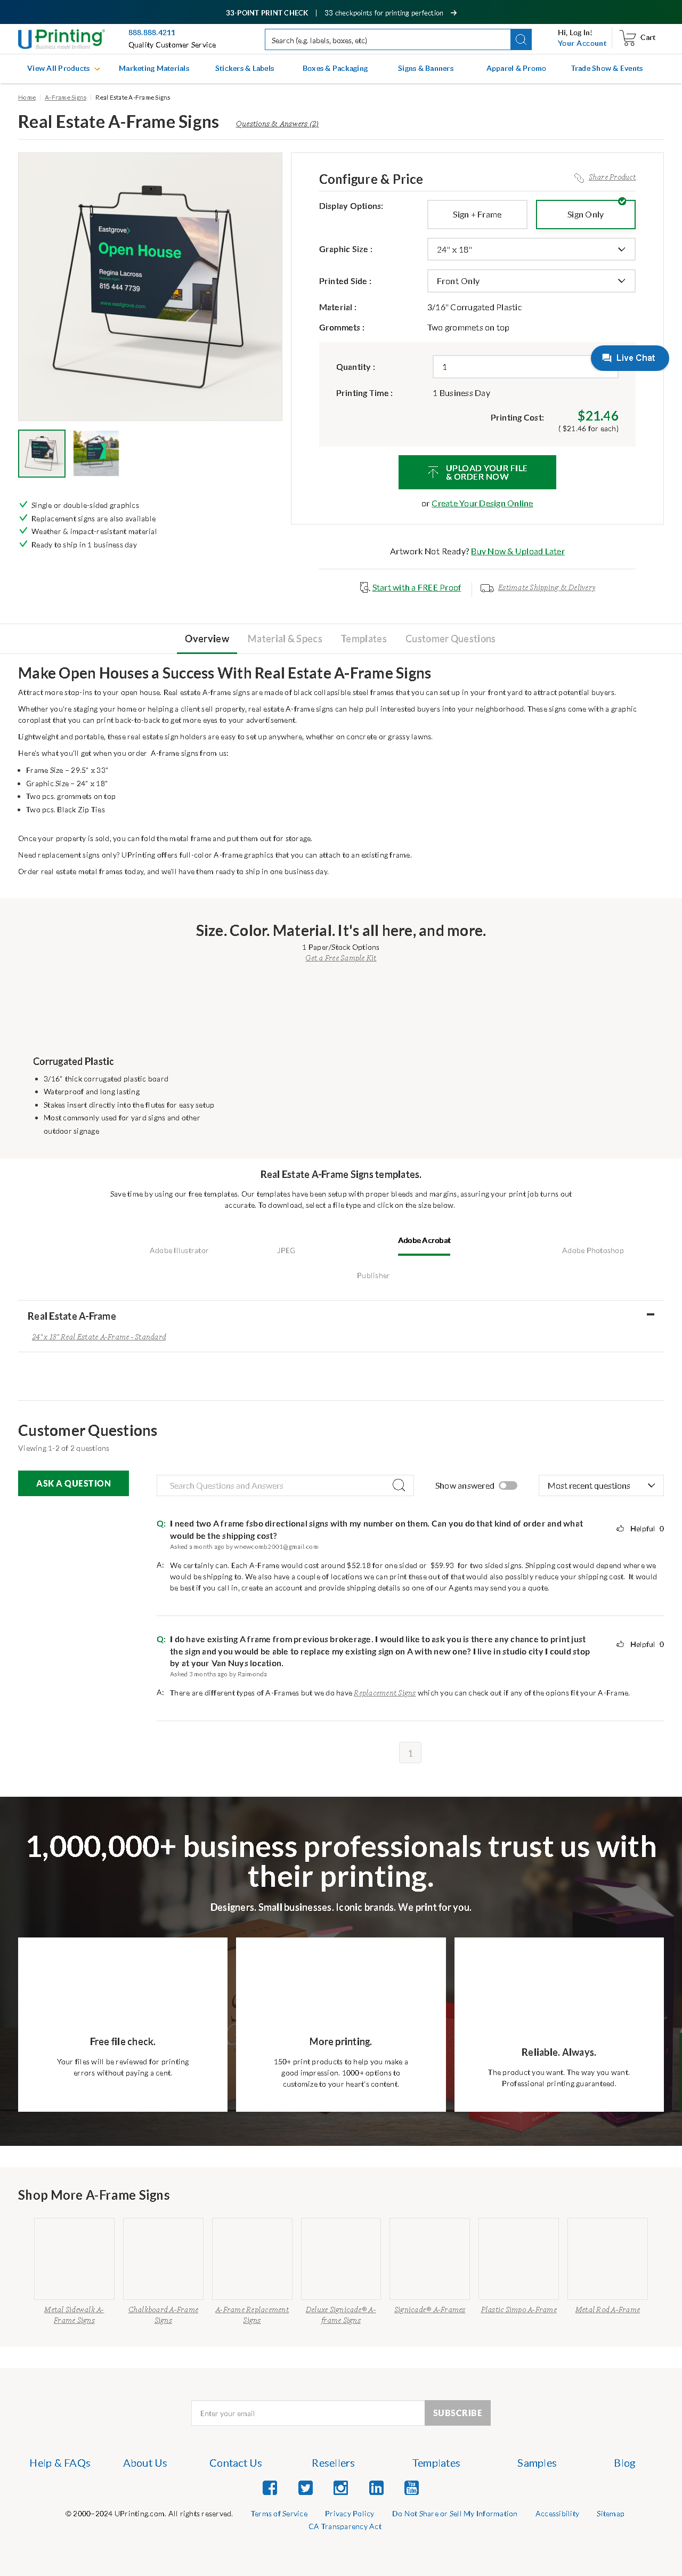 33-POINT PRINT CHECK | 33 checkpoints for printing perfection →
UPrinting
Business made brilliant
888.888.4211
Quality Customer Service
Search (e.g. labels, boxes, etc)
Hi, Log In!
Your Account
Cart
View All Products
Marketing Materials
Stickers & Labels
Boxes & Packaging
Signs & Banners
Apparel & Promo
Trade Show & Events
Home | A-Frame Signs | Real Estate A-Frame Signs
Real Estate A-Frame Signs
Questions & Answers (2)
Eastgrove
Open House
Regina Lacross
815 444 7739
Configure & Price
Share Product
Display Options:
Sign + Frame
Sign Only
Graphic Size :
24" x 18"
Printed Side :
Front Only
Material :
3/16" Corrugated Plastic
Grommets :
Two grommets on top
Quantity :
1
Live Chat
Printing Time :
1 Business Day
Printing Cost:
$21.46
( $21.46 for each)
UPLOAD YOUR FILE
& ORDER NOW
or Create Your Design Online
Single or double-sided graphics
Replacement signs are also available
Weather & impact-resistant material
Ready to ship in 1 business day
Artwork Not Ready? Buy Now & Upload Later
Start with a FREE Proof
Estimate Shipping & Delivery
Overview
Material & Specs
Templates
Customer Questions
Make Open Houses a Success With Real Estate A-Frame Signs
Attract more stop-ins to your open house. Real estate A-frame signs are made of black collapsible steel frames that you can set up in your front yard to attract potential buyers.
Whether you're staging your home or helping a client sell property, real estate A-frame signs can help pull interested buyers into your neighborhood. These signs come with a graphic
coroplast that you can print back-to-back to get more eyes to your advertisement.
Lightweight and portable, these real estate sign holders are easy to set up anywhere, whether on concrete or grassy lawns.
Here's what you'll get when you order A-frame signs from us:
• Frame Size – 29.5" x 33"
• Graphic Size – 24" x 18"
• Two pcs. grommets on top
• Two pcs. Black Zip Ties
Once your property is sold, you can fold the metal frame and put them out for storage.
Need replacement signs only? UPrinting offers full-color A-frame graphics that you can attach to an existing frame.
Order real estate metal frames today, and we'll have them ready to ship in one business day.
Size. Color. Material. It's all here, and more.
1 Paper/Stock Options
Get a Free Sample Kit
Corrugated Plastic
• 3/16" thick corrugated plastic board
• Waterproof and long lasting
• Stakes insert directly into the flutes for easy setup
• Most commonly used for yard signs and other
outdoor signage
Real Estate A-Frame Signs templates.
Save time by using our free templates. Our templates have been setup with proper bleeds and margins, assuring your print job turns out
accurate. To download, select a file type and click on the size below.
Adobe Illustrator
JPEG
Adobe Acrobat
Adobe Photoshop
Publisher
Real Estate A-Frame
24" x 18" Real Estate A-Frame - Standard
Customer Questions
Viewing 1-2 of 2 questions
ASK A QUESTION
Search Questions and Answers
Show answered
Most recent questions
Q: I need two A frame fsbo directional signs with my number on them. Can you do that kind of order and what
would be the shipping cost?
Asked a month ago by wnewcomb2001@gmail.com
Helpful 0
A: We certainly can. Each A-Frame would cost around $52.18 for one sided or $59.93 for two sided signs. Shipping cost would depend where we
would be shipping to. We also have a couple of locations we can print these out of that would also possibly reduce your shipping cost. It would
be best if you call in, create an account and provide shipping details so one of our Agents may send you a quote.
Q: I do have existing A frame from previous brokerage. I would like to ask you is there any chance to print just
the sign and you would be able to replace my existing sign on A with new one? I live in studio city I could stop
by at your Van Nuys location.
Asked 3 months ago by Raimonda
Helpful 0
A: There are different types of A-Frames but we do have Replacement Signs which you can check out if any of the opions fit your A-Frame.
1
1,000,000+ business professionals trust us with
their printing.
Designers. Small businesses. Iconic brands. We print for you.
Free file check.
Your files will be reviewed for printing
errors without paying a cent.
More printing.
150+ print products to help you make a
good impression. 1000+ options to
customize to your heart's content.
Reliable. Always.
The product you want. The way you want.
Professional printing guaranteed.
Shop More A-Frame Signs
Metal Sidewalk A-
Frame Signs
Chalkboard A-Frame
Signs
A-Frame Replacement
Signs
Deluxe Signicade® A-
frame Signs
Signicade® A-Frames
Plastic Simpo A-Frame
Metal Rod A-Frame
Enter your email
SUBSCRIBE
Help & FAQs
About Us
Contact Us
Resellers
Templates
Samples
Blog
© 2000–2024 UPrinting.com. All rights reserved.
Terms of Service
Privacy Policy
Do Not Share or Sell My Information
Accessibility
Sitemap
CA Transparency Act